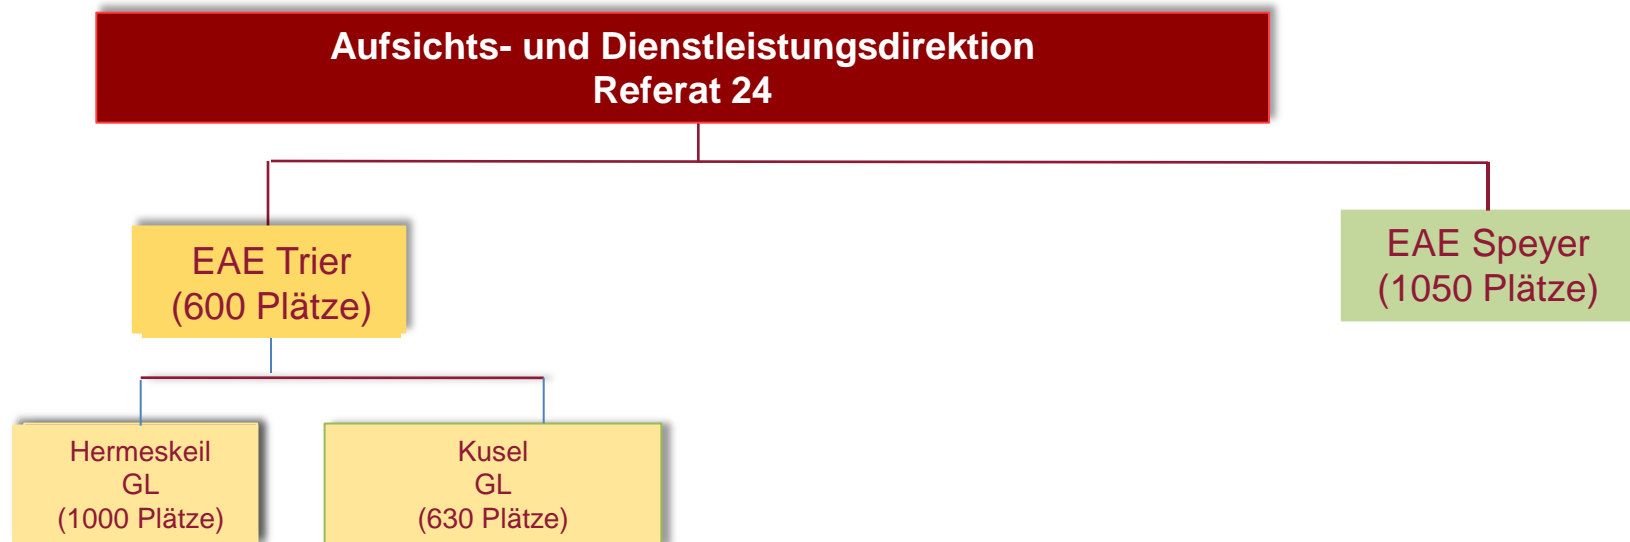 Aufsichts- und Dienstleistungsdirektion
Referat 24
EAE Trier
(600 Plätze)
EAE Speyer
(1050 Plätze)
Hermeskeil
GL
(1000 Plätze)
Kusel
GL
(630 Plätze)